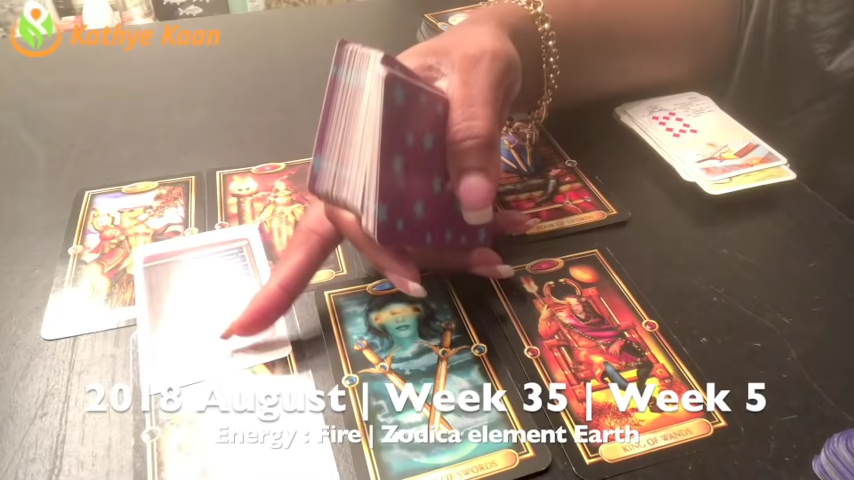 Kathye Kaan
2018 August | Week 35 | Week 5
Energy : Fire | Zodica element Earth
OF SWORDS
KING OF WANDS